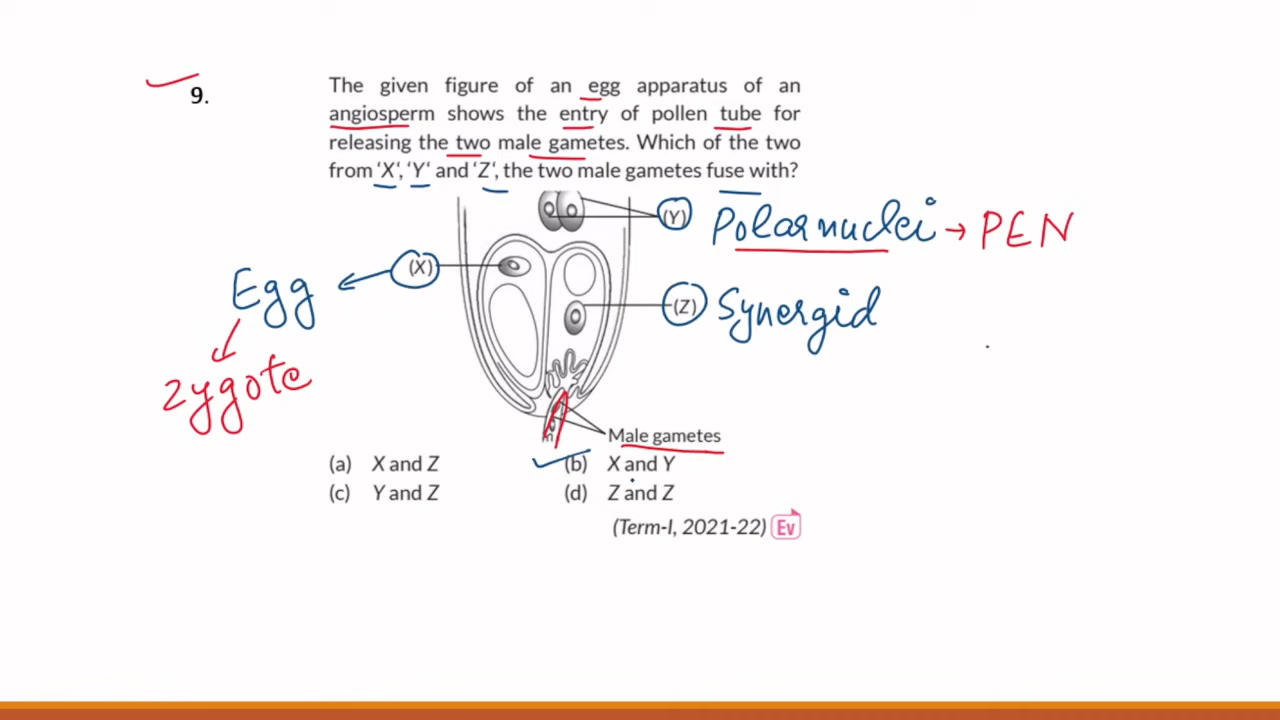 9.
The given figure of an egg apparatus of an
angiosperm shows the entry of pollen tube for
releasing the two male gametes. Which of the two
from 'X', 'Y' and 'Z', the two male gametes fuse with?
(Y) Polarnuclei → PEN
Egg (X)
(Z) Synergid
Zygote
Male gametes
(a) X and Z (b) X and Y
(c) Y and Z (d) Z and Z
(Term-I, 2021-22) Ev